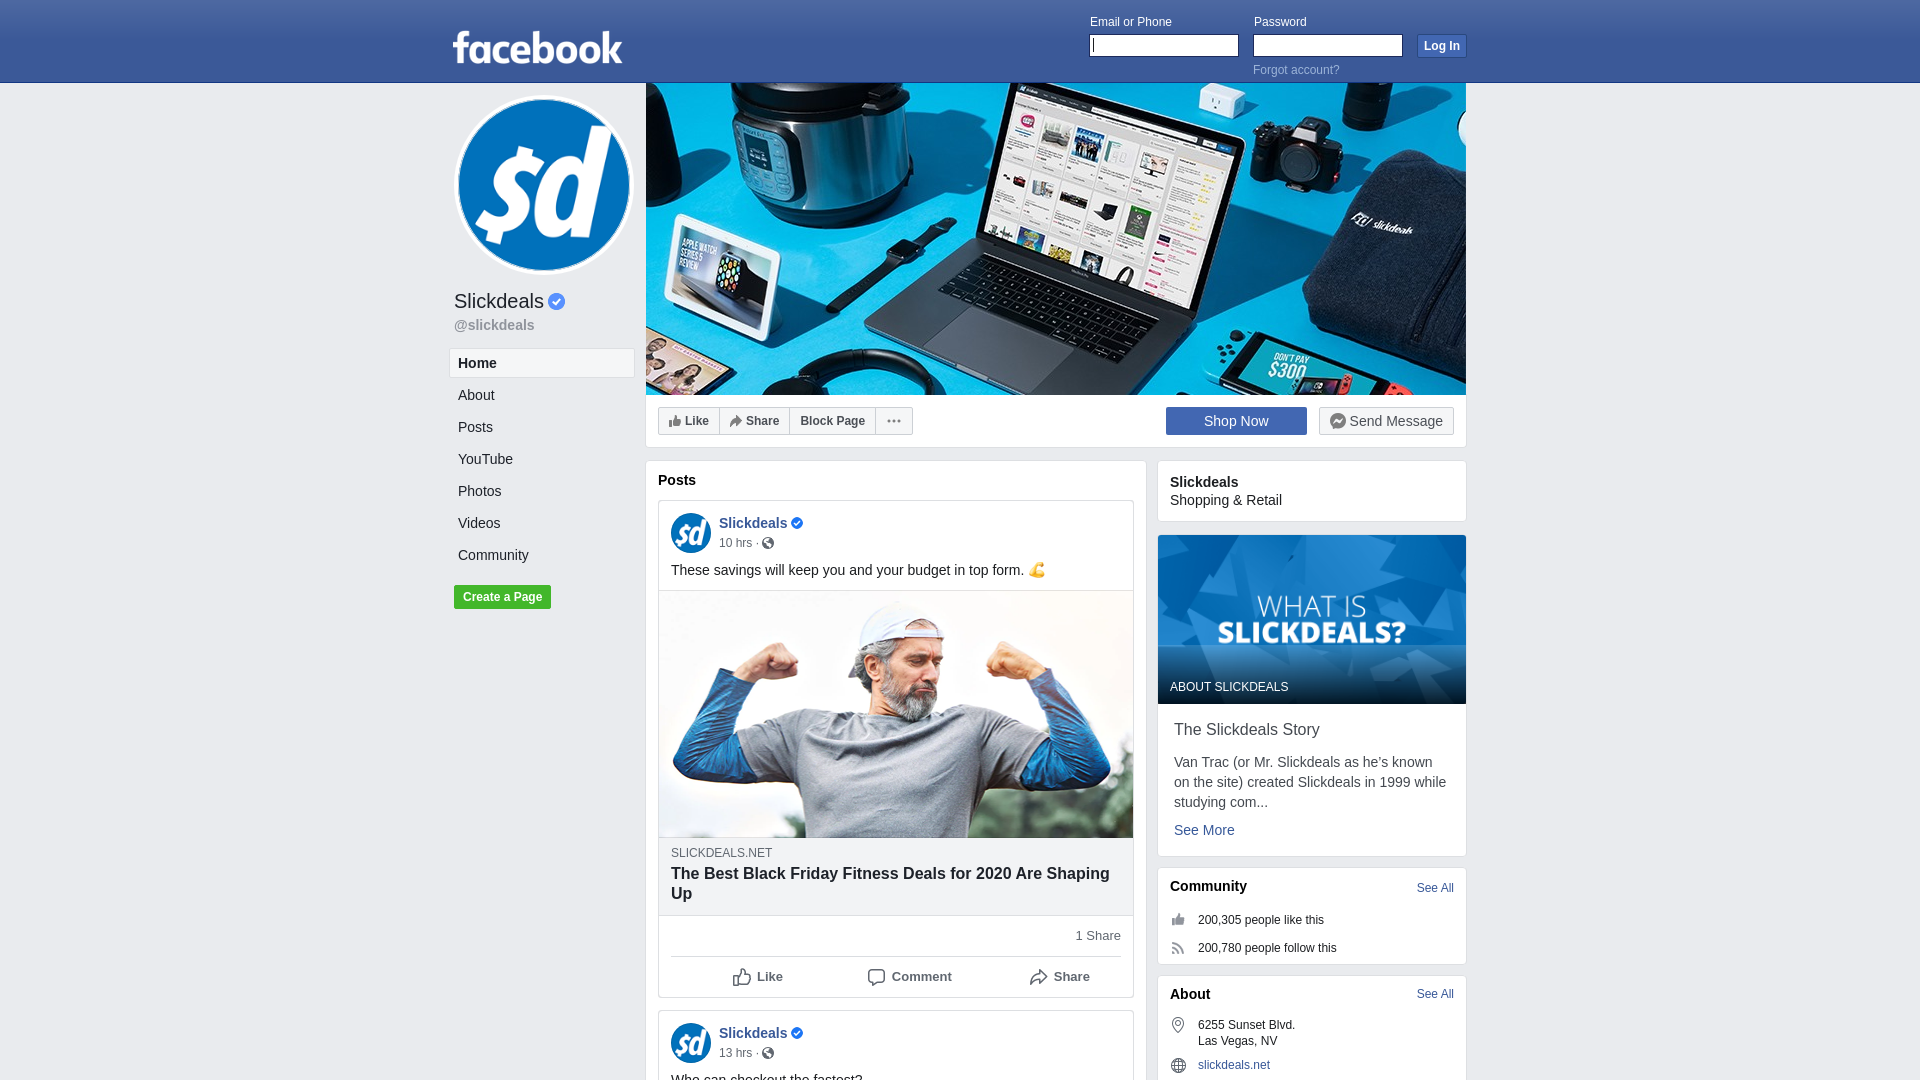 facebook
Email or Phone
Password
Log In
Forgot account?
$d
Slickdeals
@slickdeals
Home
About
Posts
YouTube
Photos
Videos
Community
Create a Page
APPLE WATCH
SERIES 5
REVIEW
slickdeals
DON'T PAY
$300
Like
Share
Block Page
Shop Now
Send Message
Posts
$d
Slickdeals
10 hrs ·
These savings will keep you and your budget in top form. 💪
SLICKDEALS.NET
The Best Black Friday Fitness Deals for 2020 Are Shaping
Up
1 Share
Like
Comment
Share
$d
Slickdeals
13 hrs ·
Who can checkout the fastest?
Slickdeals
Shopping & Retail
WHAT IS
SLICKDEALS?
ABOUT SLICKDEALS
The Slickdeals Story
Van Trac (or Mr. Slickdeals as he’s known
on the site) created Slickdeals in 1999 while
studying com...
See More
Community
See All
200,305 people like this
200,780 people follow this
About
See All
6255 Sunset Blvd.
Las Vegas, NV
slickdeals.net